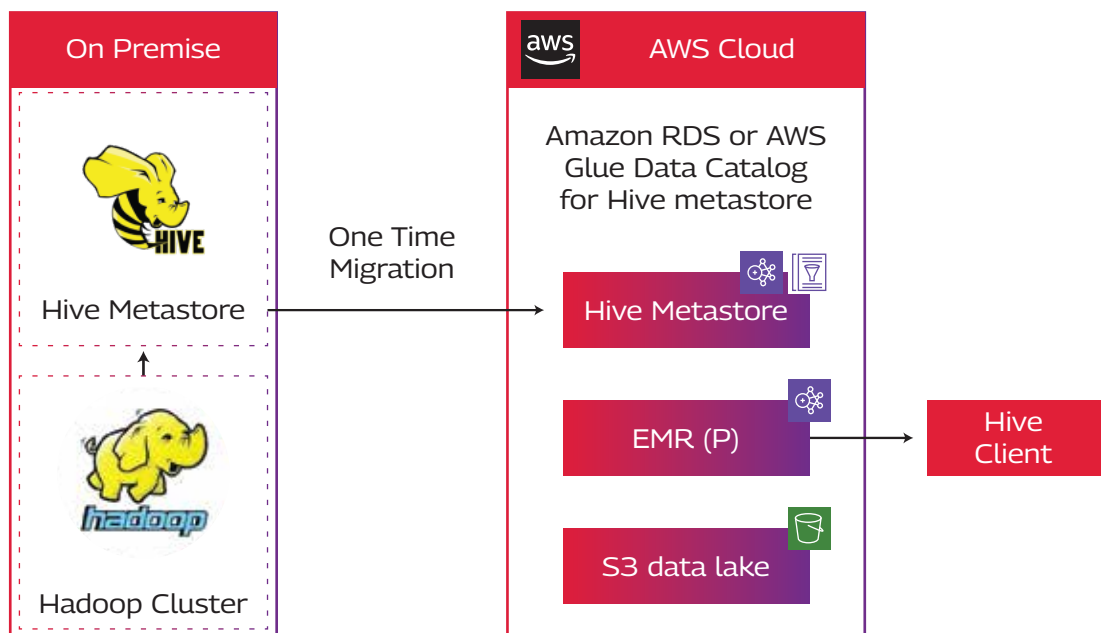 On Premise
HIVE
Hive Metastore
hadoop
Hadoop Cluster
One Time
Migration
aws
AWS Cloud
Amazon RDS or AWS
Glue Data Catalog
for Hive metastore
Hive Metastore
EMR (P)
S3 data lake
Hive
Client